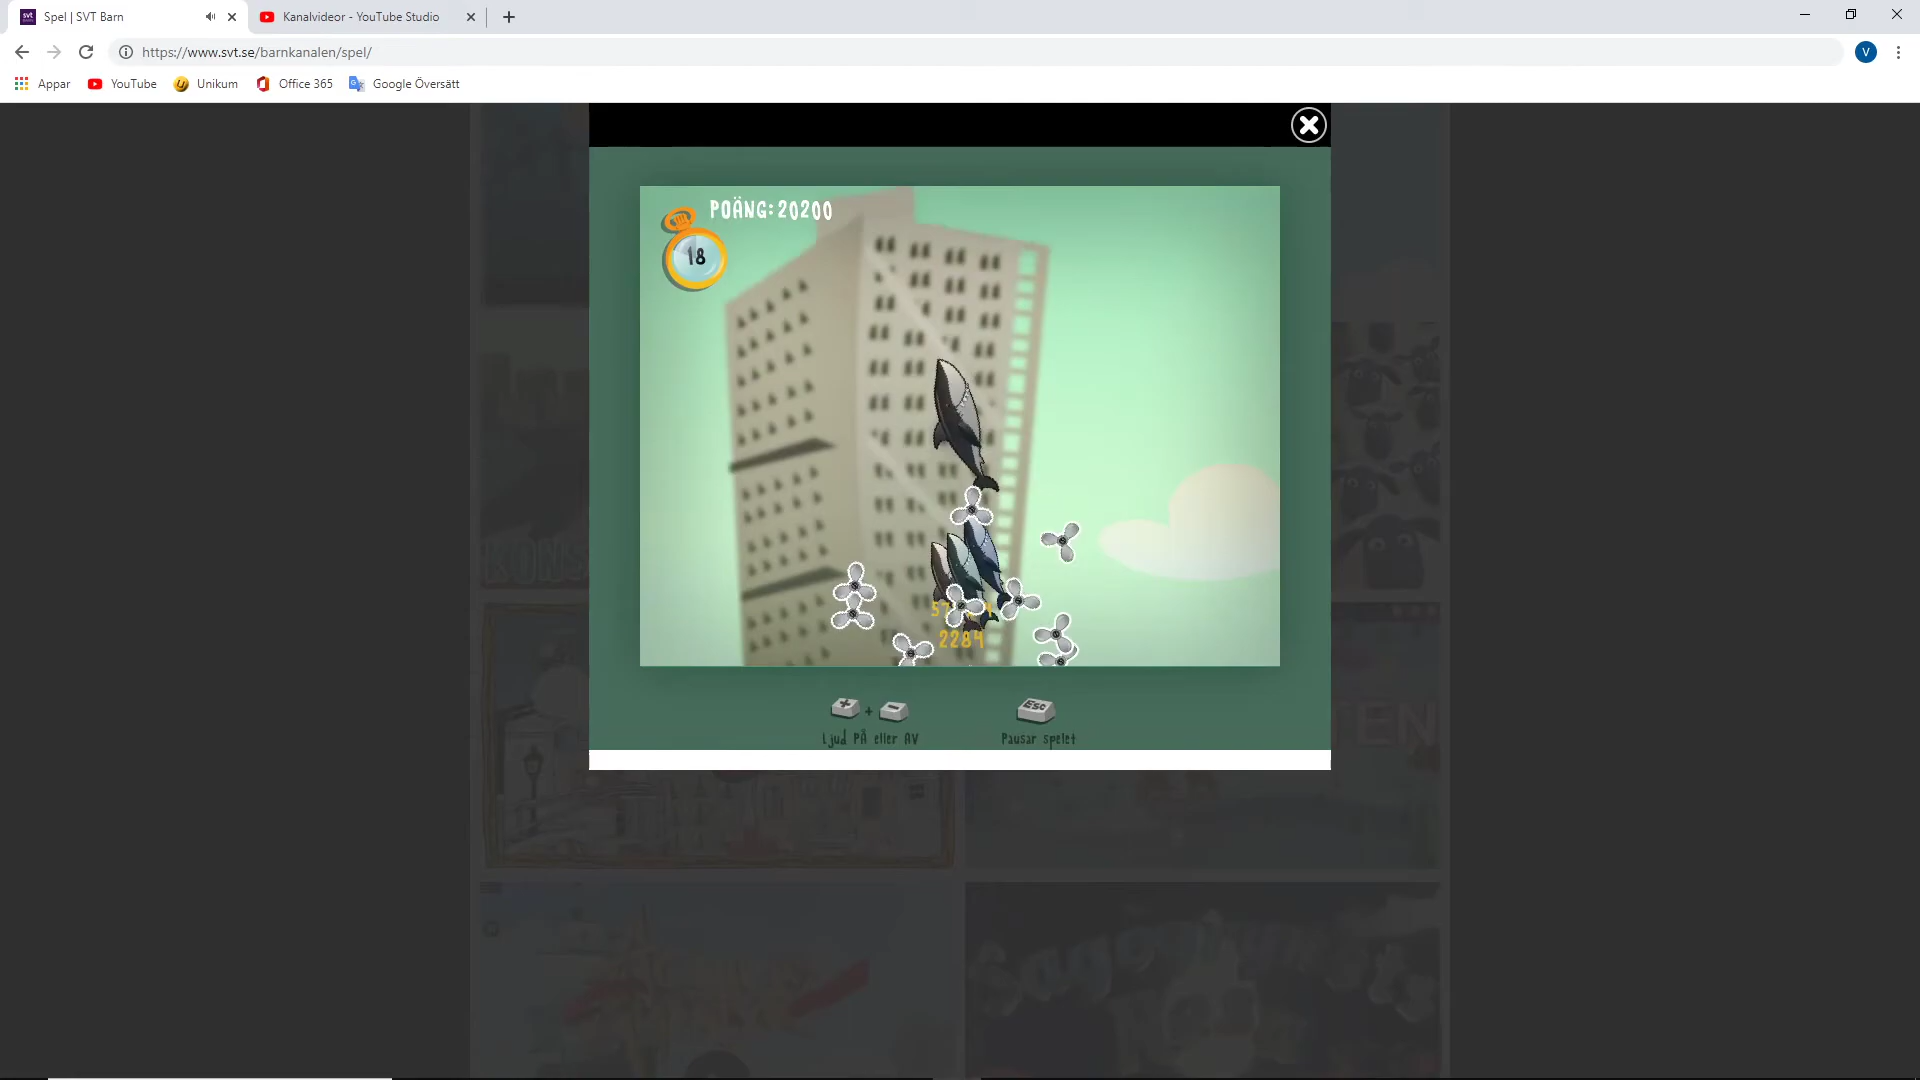 Spel | SVT Barn
Kanalvideor - YouTube Studio
https://www.svt.se/barnkanalen/spel/
V
Appar
YouTube
Unikum
Office 365
Google Översätt
POÄNG: 20200
18
2284
+ + -
Esc
Ljud PÅ eller AV
Pausar spelet